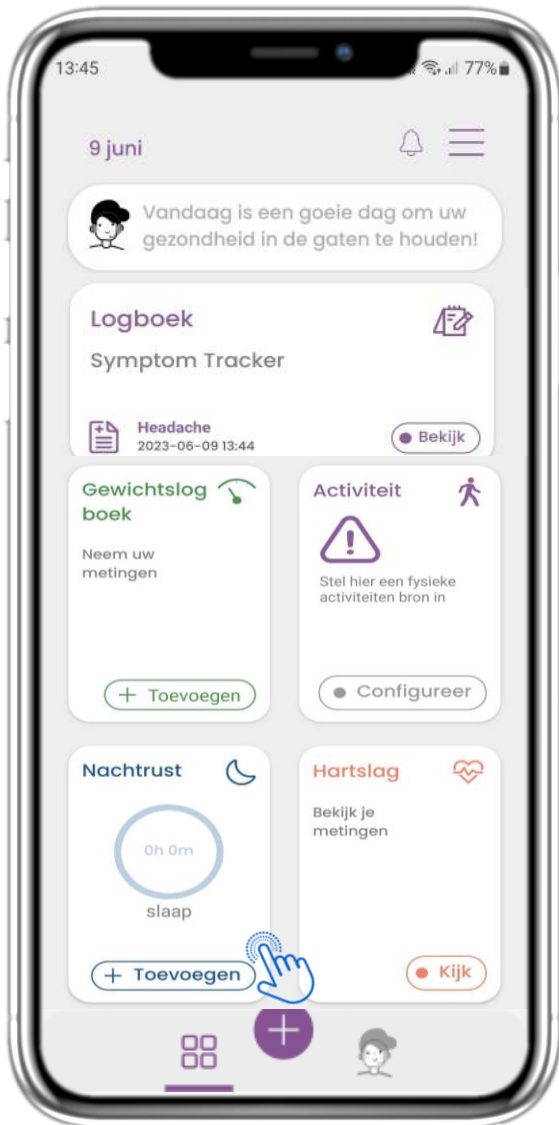 13:45
77%
9 juni
Vandaag is een goeie dag om uw
gezondheid in de gaten te houden!
Logboek
Symptom Tracker
Headache
2023-06-09 13:44
Bekijk
Gewichtslog
boek
Neem uw
metingen
+ Toevoegen
Activiteit
Stel hier een fysieke
activiteiten bron in
Configureer
Nachtrust
0h 0m
slaap
+ Toevoegen
Hartslag
Bekijk je
metingen
Kijk